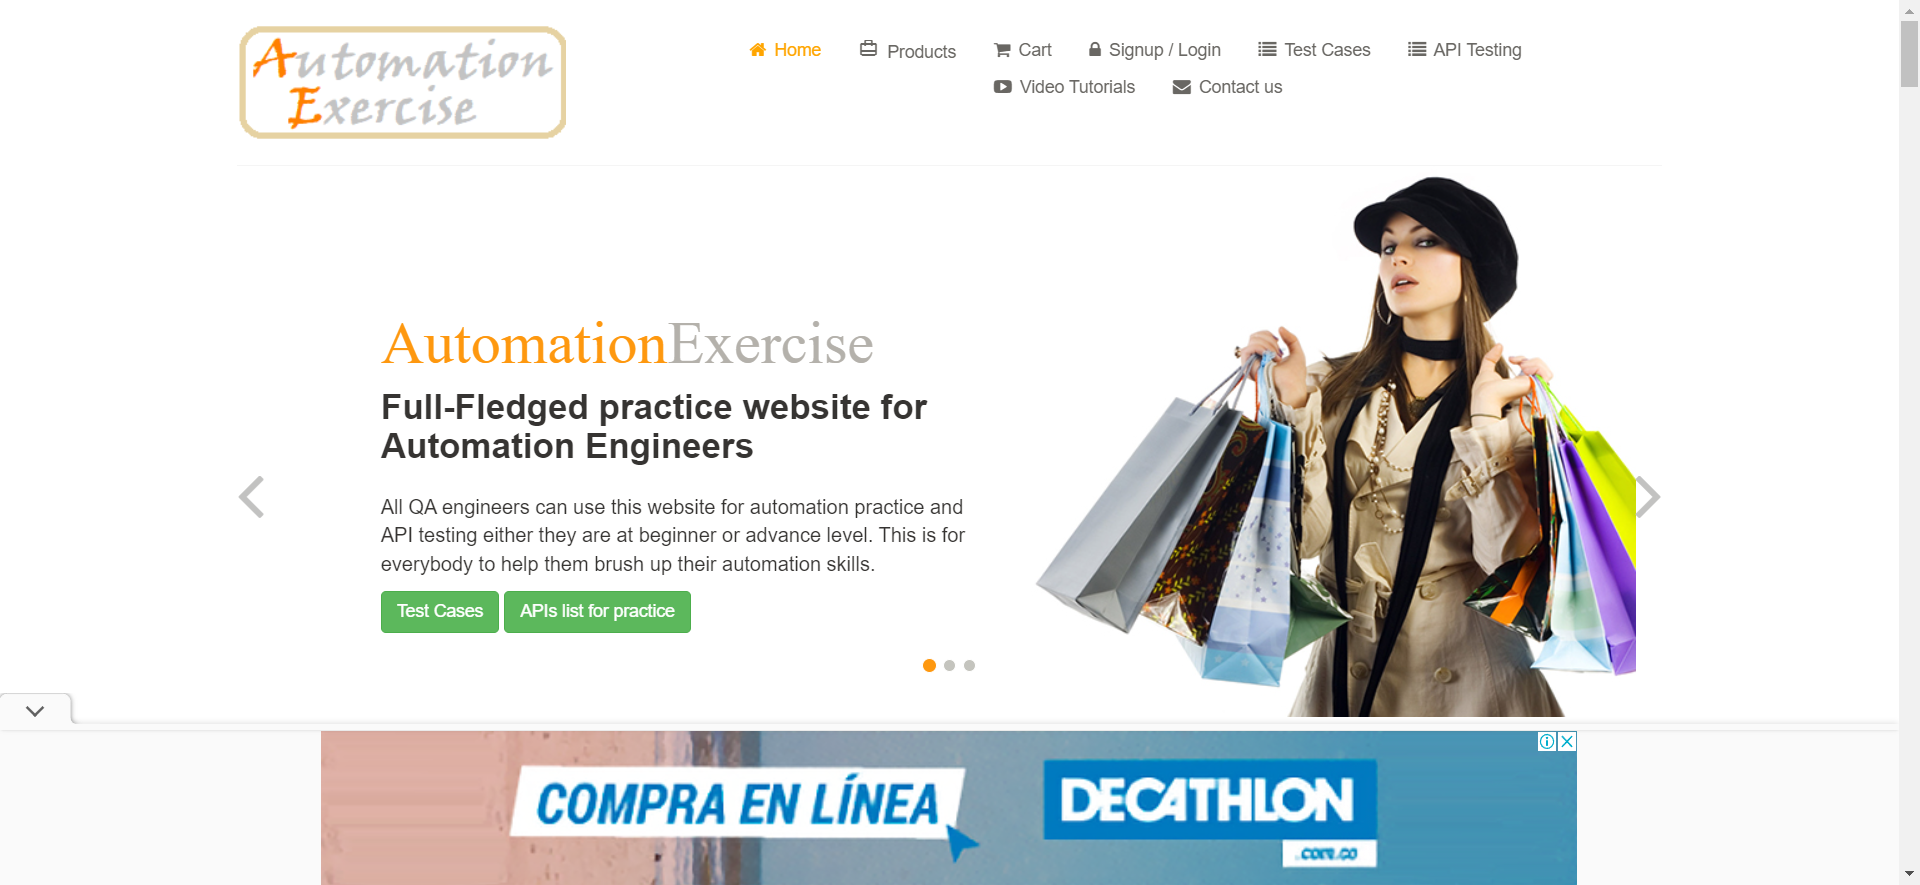 Automation
Exercise
Home
Products
Cart
Signup / Login
Test Cases
API Testing
Video Tutorials
Contact us
AutomationExercise
Full-Fledged practice website for
Automation Engineers
All QA engineers can use this website for automation practice and
API testing either they are at beginner or advance level. This is for
everybody to help them brush up their automation skills.
Test Cases
APIs list for practice
COMPRA EN LÍNEA
DECATHLON
.com.co